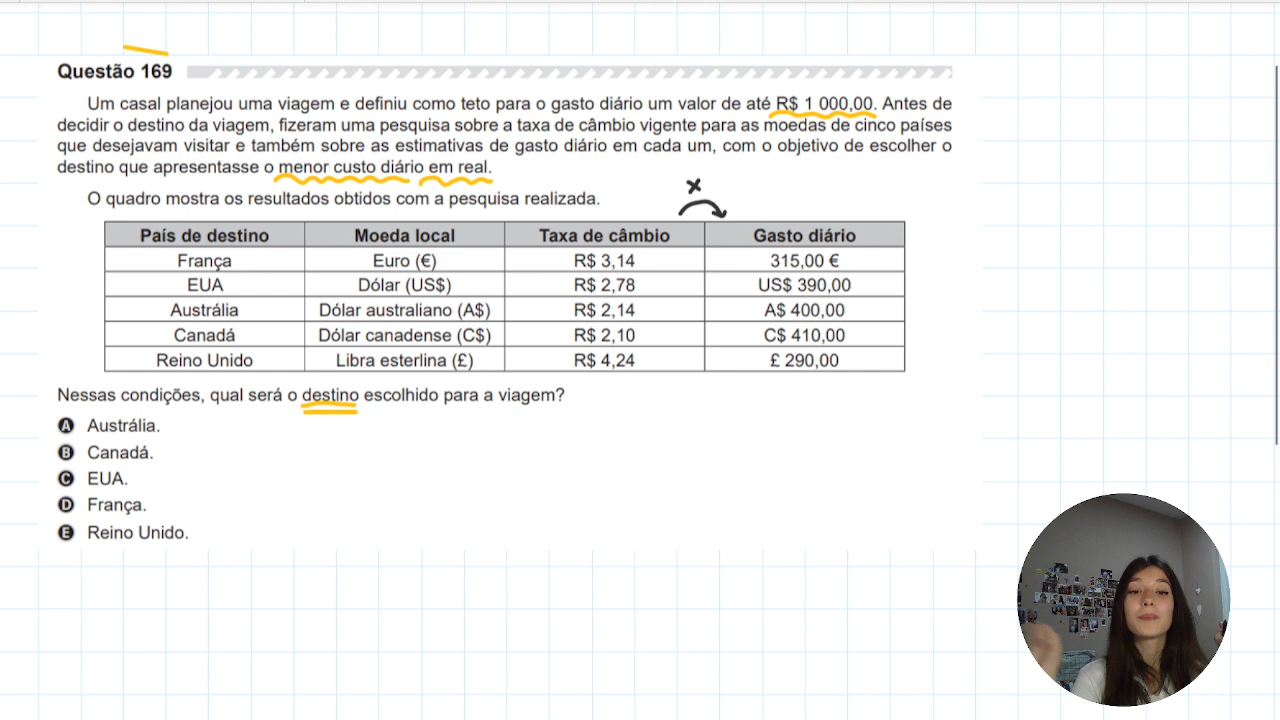 Questão 169
Um casal planejou uma viagem e definiu como teto para o gasto diário um valor de até R$ 1 000,00. Antes de
decidir o destino da viagem, fizeram uma pesquisa sobre a taxa de câmbio vigente para as moedas de cinco países
que desejavam visitar e também sobre as estimativas de gasto diário em cada um, com o objetivo de escolher o
destino que apresentasse o menor custo diário em real.
O quadro mostra os resultados obtidos com a pesquisa realizada.
x
País de destino Moeda local Taxa de câmbio Gasto diário
França Euro (€) R$ 3,14 315,00 €
EUA Dólar (US$) R$ 2,78 US$ 390,00
Austrália Dólar australiano (A$) R$ 2,14 A$ 400,00
Canadá Dólar canadense (C$) R$ 2,10 C$ 410,00
Reino Unido Libra esterlina (£) R$ 4,24 £ 290,00
Nessas condições, qual será o destino escolhido para a viagem?
A Austrália.
B Canadá.
C EUA.
D França.
E Reino Unido.